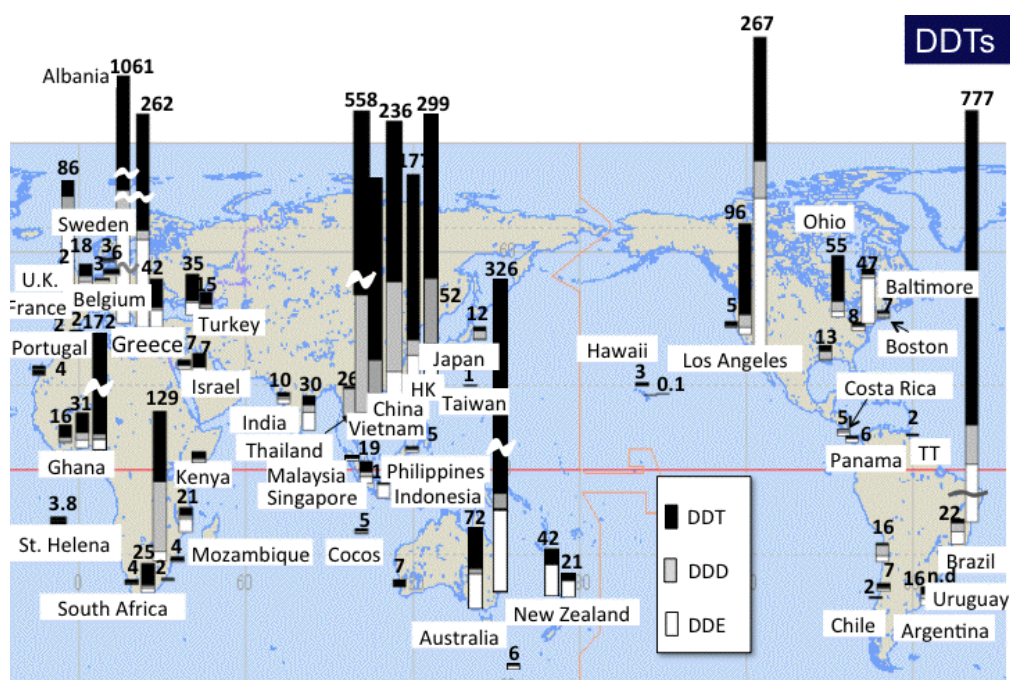 267
DDTs
Albania
1061
262
558
236
299
777
177
86
Sweden
96
Ohio
2
18
3
6
3
42
35
15
55
47
U.K.
Belgium
326
52
Baltimore
France
Turkey
12
5
8
7
2
2
172
Greece
Japan
Hawaii
Los Angeles
13
Boston
Portugal
4
7
7
Israel
10
30
26
HK
1
Taiwan
3
0.1
Costa Rica
16
31
129
India
China
Vietnam
5
5
6
2
Ghana
Kenya
Thailand
19
Panama
TT
Malaysia
Philippines
Singapore
1
Indonesia
3.8
21
5
72
DDT
22
St. Helena
Mozambique
Cocos
42
16
Brazil
25
4
4
2
7
21
DDD
7
2
16
n.d
Uruguay
South Africa
New Zealand
Australia
DDE
Chile
Argentina
6
0
60
60